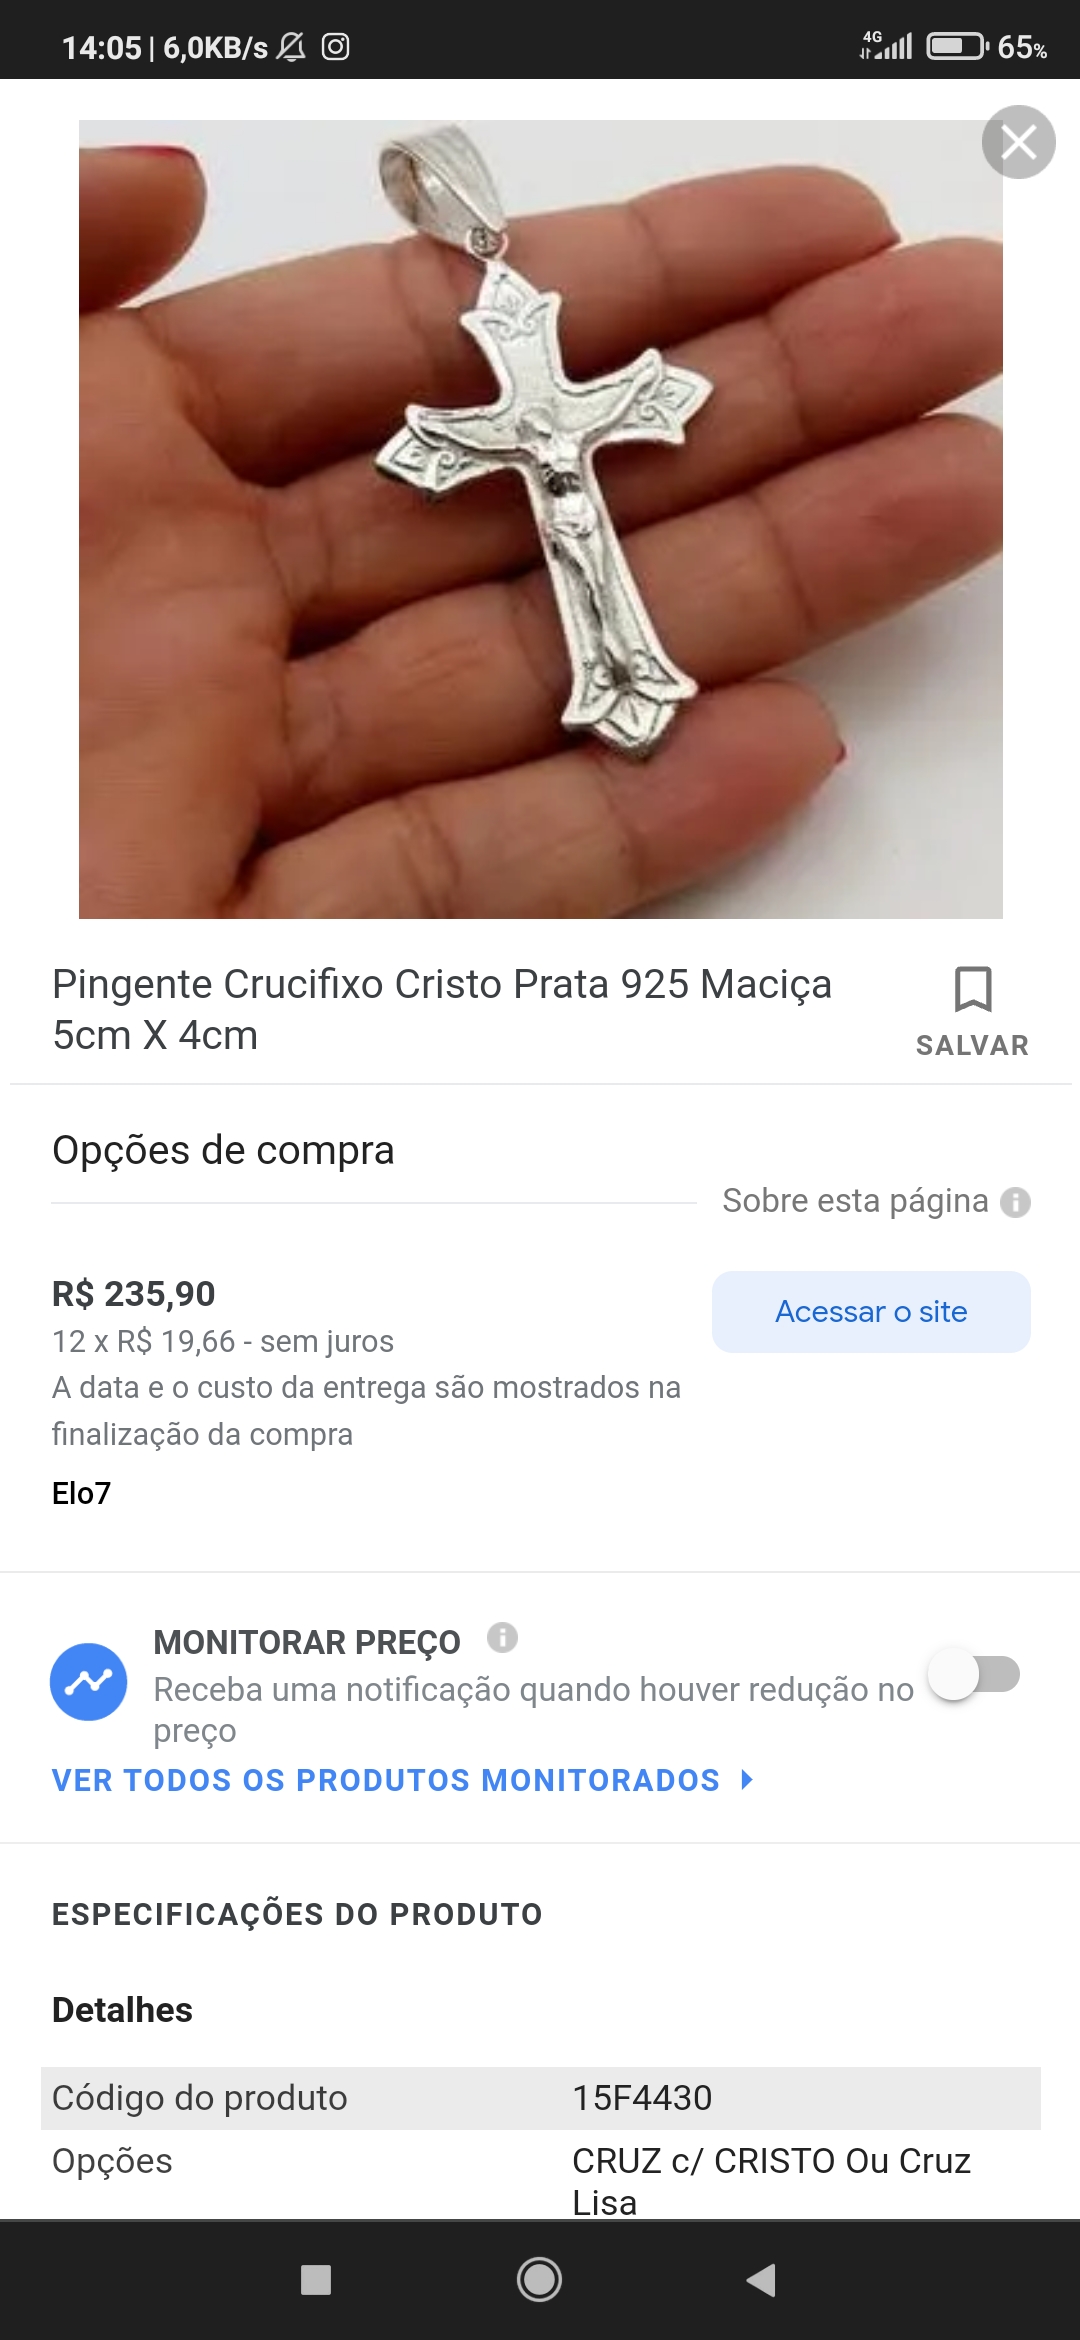 14:05 | 6,0KB/s
4G
65%
Pingente Crucifixo Cristo Prata 925 Maciça
5cm X 4cm
SALVAR
Opções de compra
Sobre esta página
R$ 235,90
Acessar o site
12 x R$ 19,66 - sem juros
A data e o custo da entrega são mostrados na
finalização da compra
Elo7
MONITORAR PREÇO
Receba uma notificação quando houver redução no
preço
VER TODOS OS PRODUTOS MONITORADOS
ESPECIFICAÇÕES DO PRODUTO
Detalhes
Código do produto 15F4430
Opções CRUZ c/ CRISTO Ou Cruz
Lisa